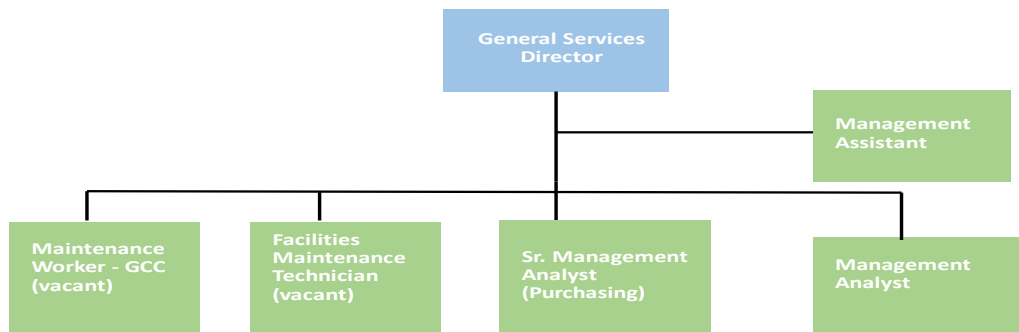 General Services
Director
Management
Assistant
Maintenance
Worker - GCC
(vacant)
Facilities
Maintenance
Technician
(vacant)
Sr. Management
Analyst
(Purchasing)
Management
Analyst